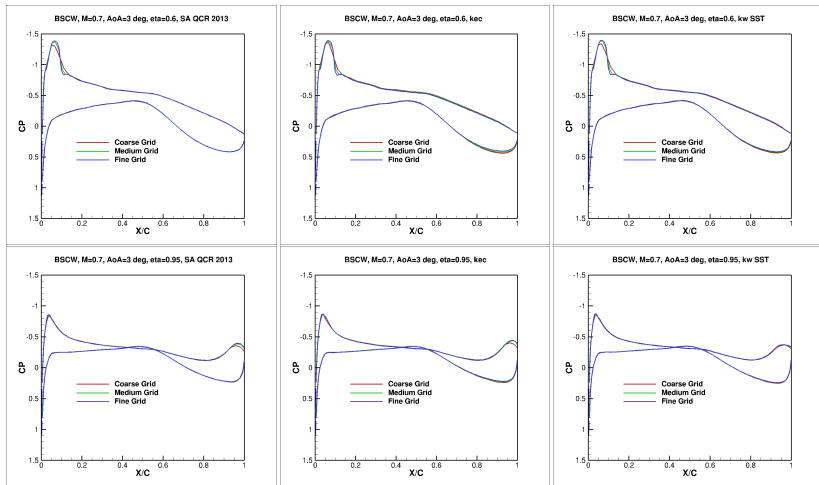 BSCW, M=0.7, AoA=3 deg, eta=0.6, SA QCR 2013
-1.5
-1
-0.5
0
0.5
1
1.5
CP
Coarse Grid
Medium Grid
Fine Grid
0 0.2 0.4 0.6 0.8 1
X/C
BSCW, M=0.7, AoA=3 deg, eta=0.6, kec
-1.5
-1
-0.5
0
0.5
1
1.5
CP
Coarse Grid
Medium Grid
Fine Grid
0 0.2 0.4 0.6 0.8 1
X/C
BSCW, M=0.7, AoA=3 deg, eta=0.6, kw SST
-1.5
-1
-0.5
0
0.5
1
1.5
CP
Coarse Grid
Medium Grid
Fine Grid
0 0.2 0.4 0.6 0.8 1
X/C
BSCW, M=0.7, AoA=3 deg, eta=0.95, SA QCR 2013
-1.5
-1
-0.5
0
0.5
1
1.5
CP
Coarse Grid
Medium Grid
Fine Grid
0 0.2 0.4 0.6 0.8 1
X/C
BSCW, M=0.7, AoA=3 deg, eta=0.95, kec
-1.5
-1
-0.5
0
0.5
1
1.5
CP
Coarse Grid
Medium Grid
Fine Grid
0 0.2 0.4 0.6 0.8 1
X/C
BSCW, M=0.7, AoA=3 deg, eta=0.95, kw SST
-1.5
-1
-0.5
0
0.5
1
1.5
CP
Coarse Grid
Medium Grid
Fine Grid
0 0.2 0.4 0.6 0.8 1
X/C